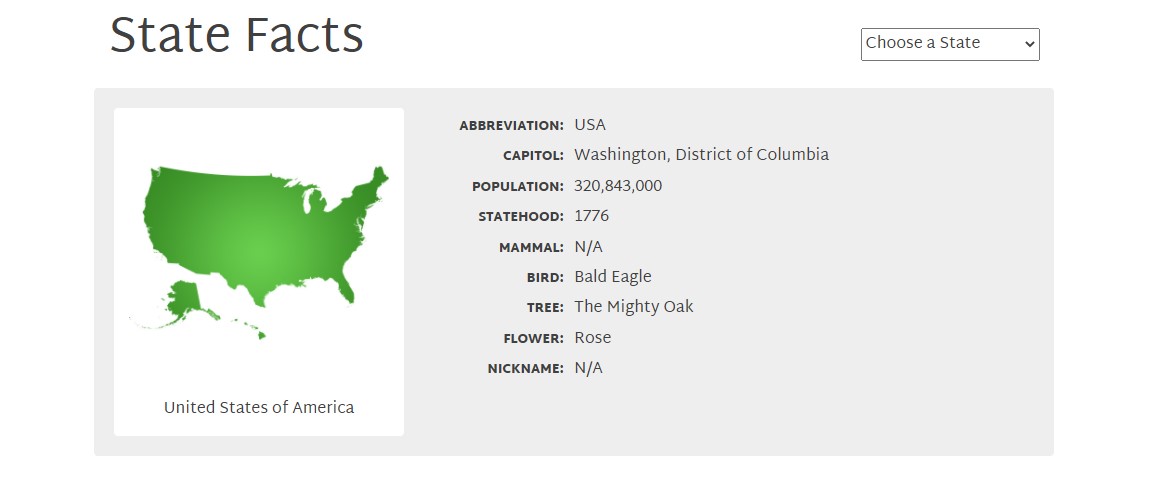 State Facts
Choose a State
ABBREVIATION: USA
CAPITOL: Washington, District of Columbia
POPULATION: 320,843,000
STATEHOOD: 1776
MAMMAL: N/A
BIRD: Bald Eagle
TREE: The Mighty Oak
FLOWER: Rose
NICKNAME: N/A
United States of America